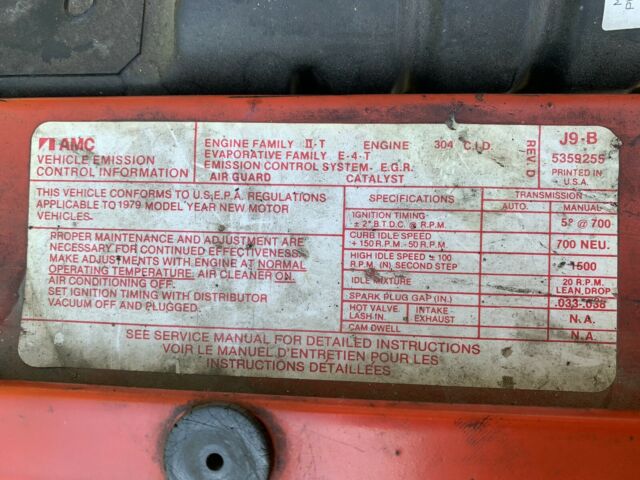 AMC
VEHICLE EMISSION
CONTROL INFORMATION
ENGINE FAMILY II-T ENGINE 304 C.I.D.
EVAPORATIVE FAMILY E-4-T
EMISSION CONTROL SYSTEM- E.G.R.
AIR GUARD CATALYST
REV. D
J9-B
5359255
PRINTED IN
U.S.A.
THIS VEHICLE CONFORMS TO U.S.E.P.A. REGULATIONS
APPLICABLE TO 1979 MODEL YEAR NEW MOTOR
VEHICLES.
PROPER MAINTENANCE AND ADJUSTMENTS ARE
NECESSARY FOR CONTINUED EFFECTIVENESS
MAKE ADJUSTMENTS WITH ENGINE AT NORMAL
OPERATING TEMPERATURE. AIR CLEANER ON.
AIR CONDITIONING OFF.
SET IGNITION TIMING WITH DISTRIBUTOR
VACUUM OFF AND PLUGGED.
SPECIFICATIONS TRANSMISSION
AUTO. MANUAL
IGNITION TIMING
± 2° B.T.D.C. @ R.P.M. 5° @ 700
CURB IDLE SPEED
+ 150 R.P.M. - 50 R.P.M. 700 NEU.
HIGH IDLE SPEED ± 100
R.P.M. (N) SECOND STEP 1500
IDLE MIXTURE 20 R.P.M.
LEAN DROP
SPARK PLUG GAP (IN.) .033-.038
HOT VALVE INTAKE
LASH-IN. EXHAUST N.A.
CAM DWELL N.A.
SEE SERVICE MANUAL FOR DETAILED INSTRUCTIONS
VOIR LE MANUEL D'ENTRETIEN POUR LES
INSTRUCTIONS DETAILLEES